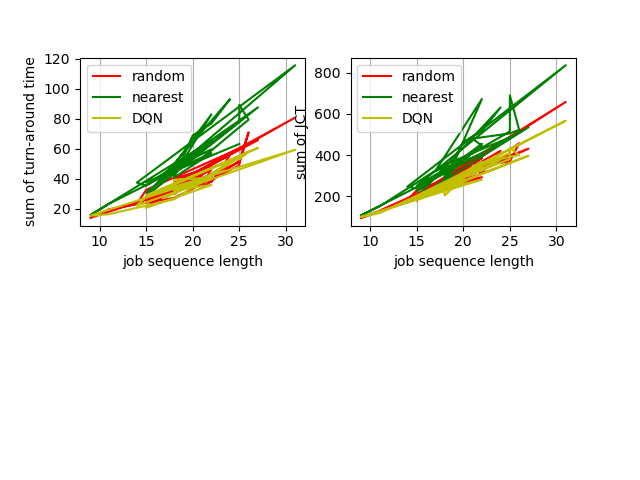 sum of turn-around time
120
100
80
60
40
20
10
15
20
25
30
job sequence length
random
nearest
DQN
sum of JCT
800
600
400
200
10
15
20
25
30
job sequence length
random
nearest
DQN